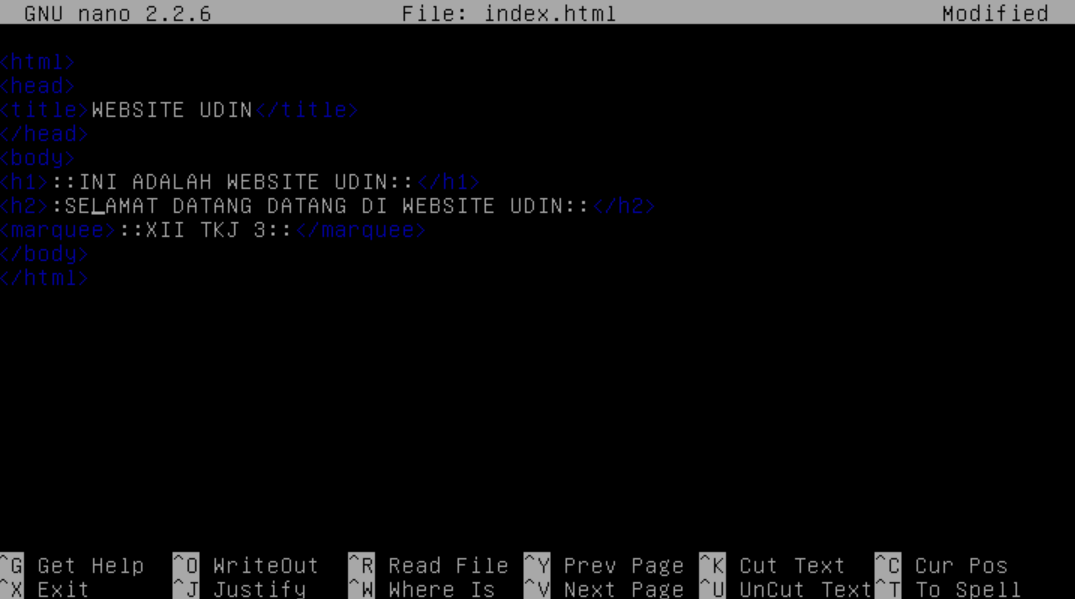 GNU nano 2.2.6 File: index.html Modified
<html>
<head>
<title>WEBSITE UDIN</title>
</head>
<body>
<h1>::INI ADALAH WEBSITE UDIN::</h1>
<h2>:SELAMAT DATANG DATANG DI WEBSITE UDIN::</h2>
<marquee>::XII TKJ 3::</marquee>
</body>
</html>
^G Get Help ^O WriteOut ^R Read File ^Y Prev Page ^K Cut Text ^C Cur Pos
^X Exit ^J Justify ^W Where Is ^V Next Page ^U UnCut Text ^T To Spell